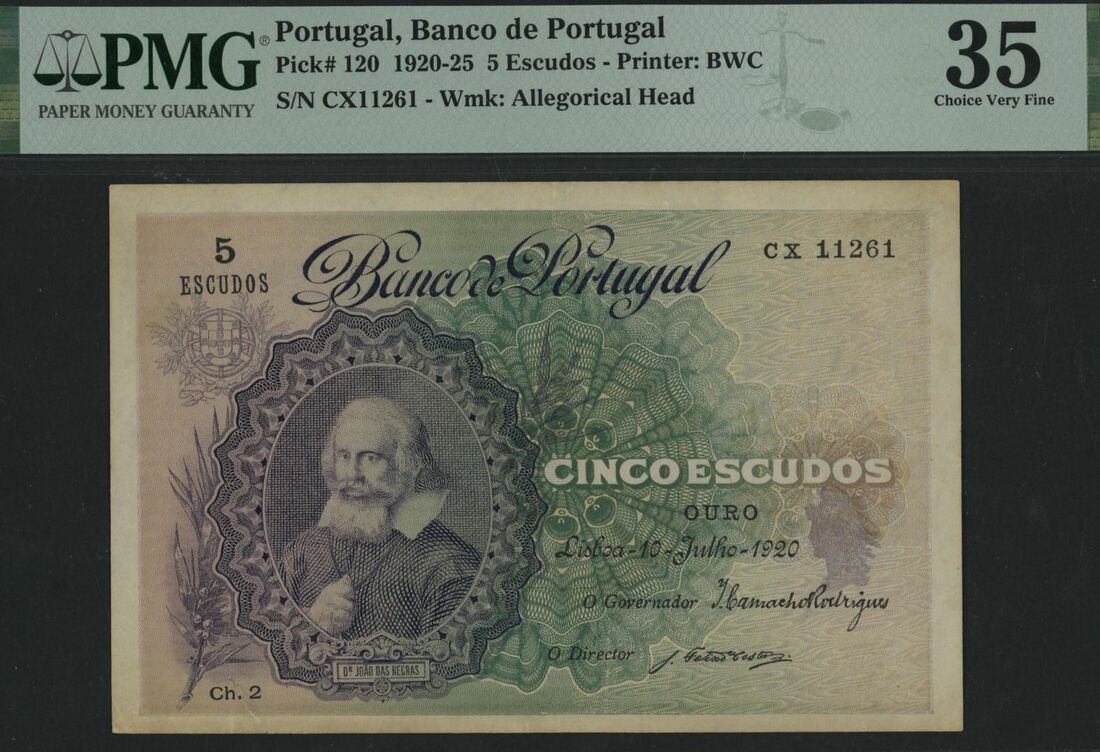 PMG®
PAPER MONEY GUARANTY
Portugal, Banco de Portugal
Pick# 120 1920-25 5 Escudos - Printer: BWC
S/N CX11261 - Wmk: Allegorical Head
35
Choice Very Fine
5
ESCUDOS
Banco de Portugal
CX 11261
CINCO ESCUDOS
OURO
Lisboa-10-Julho-1920
O Governador
J. Camacho Rodrigues
O Director
DR JOÃO DAS REGRAS
Ch. 2